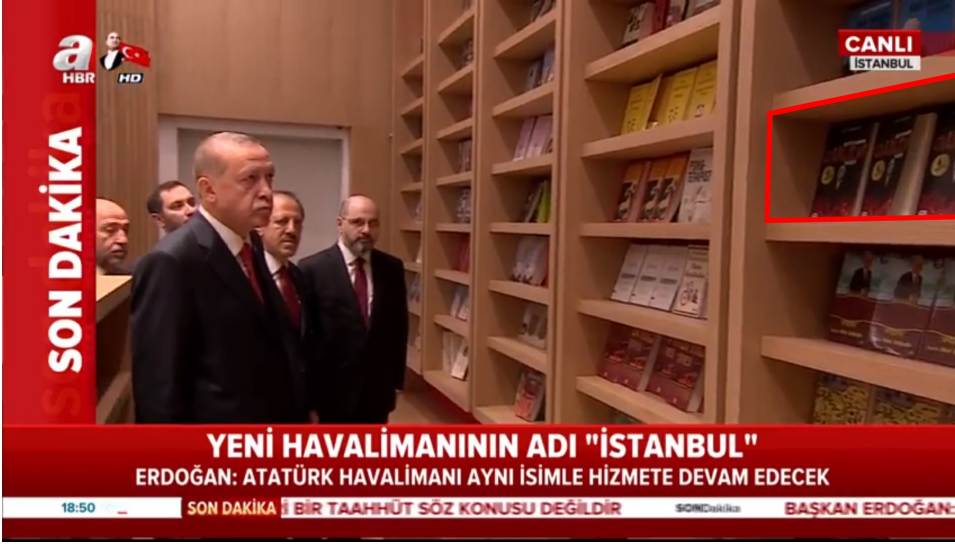 a
HBR
HD
CANLI
İSTANBUL
SON DAKİKA
YENİ HAVALİMANININ ADI "İSTANBUL"
ERDOĞAN: ATATÜRK HAVALİMANI AYNI İSİMLE HİZMETE DEVAM EDECEK
18:50 SON DAKİKA BİR TAAHHÜT SÖZ KONUSU DEĞİLDİR SONDakika BAŞKAN ERDOĞAN: